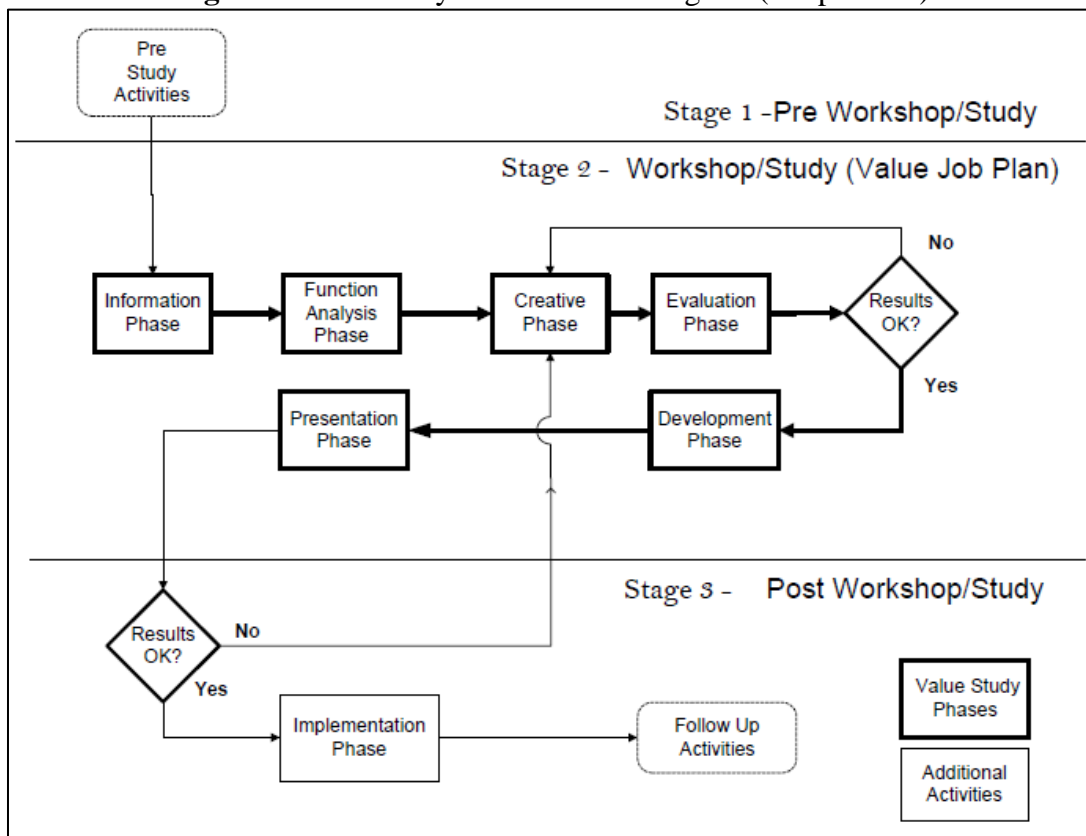 Pre
Study
Activities
Stage 1 -Pre Workshop/Study
Stage 2 - Workshop/Study (Value Job Plan)
No
Information
Phase
Function
Analysis
Phase
Creative
Phase
Evaluation
Phase
Results
OK?
Yes
Presentation
Phase
Development
Phase
Stage 3 - Post Workshop/Study
Results
OK?
No
Yes
Implementation
Phase
Follow Up
Activities
Value Study
Phases
Additional
Activities